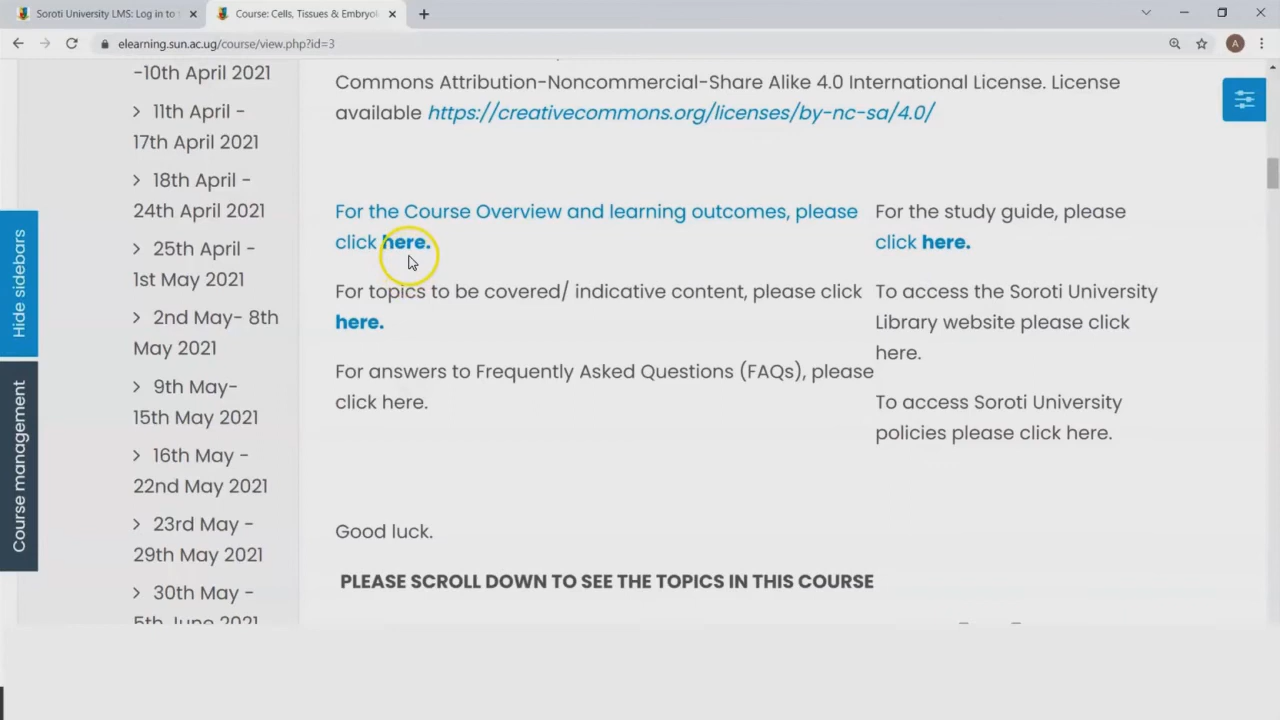 Soroti University LMS: Log in to
Course: Cells, Tissues & Embryol
elearning.sun.ac.ug/course/view.php?id=3
A
Hide sidebars
Course management
-10th April 2021
11th April -
17th April 2021
18th April -
24th April 2021
25th April -
1st May 2021
2nd May- 8th
May 2021
9th May-
15th May 2021
16th May -
22nd May 2021
23rd May -
29th May 2021
30th May -
5th June 2021
Commons Attribution-Noncommercial-Share Alike 4.0 International License. License
available https://creativecommons.org/licenses/by-nc-sa/4.0/
For the Course Overview and learning outcomes, please
click here.
For topics to be covered/ indicative content, please click
here.
For answers to Frequently Asked Questions (FAQs), please
click here.
For the study guide, please
click here.
To access the Soroti University
Library website please click
here.
To access Soroti University
policies please click here.
Good luck.
PLEASE SCROLL DOWN TO SEE THE TOPICS IN THIS COURSE